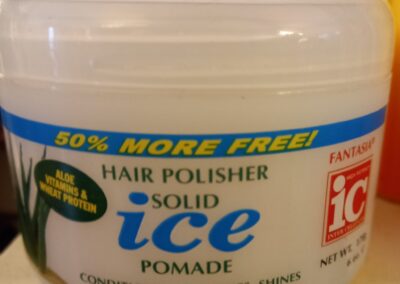 50% MORE FREE!
HAIR POLISHER
ALOE
VITAMINS &
WHEAT PROTEIN
SOLID
ice
POMADE
FANTASIA
ic
NET WT.